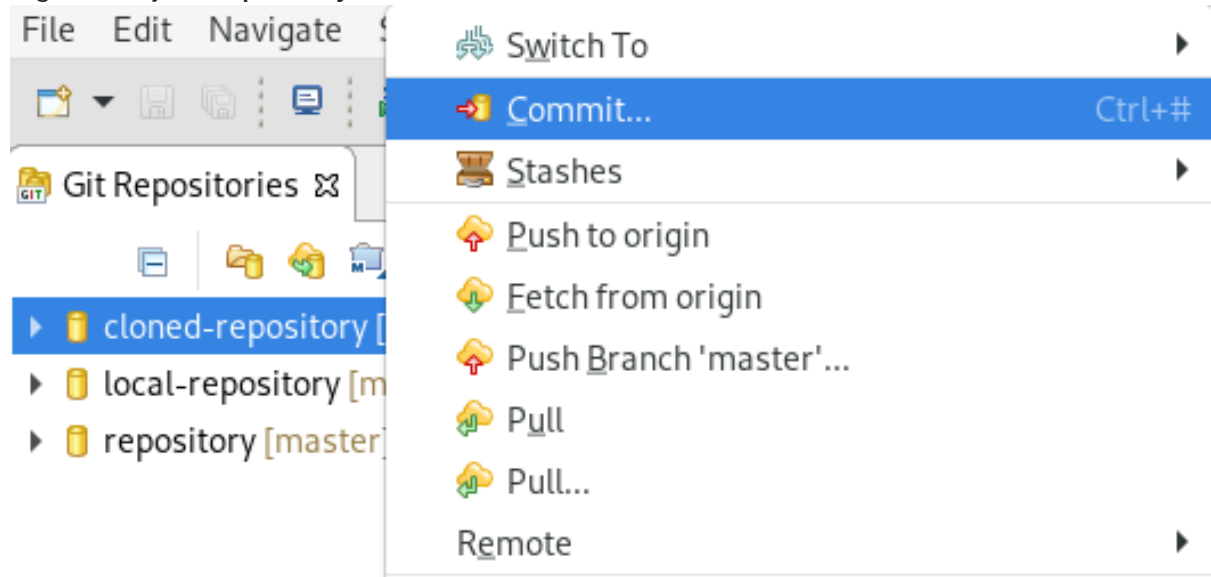 File Edit Navigate
Switch To
Commit... Ctrl+#
Stashes
Git Repositories
Push to origin
Fetch from origin
cloned-repository [
Push Branch 'master'...
local-repository [m
Pull
repository [master]
Pull...
Remote